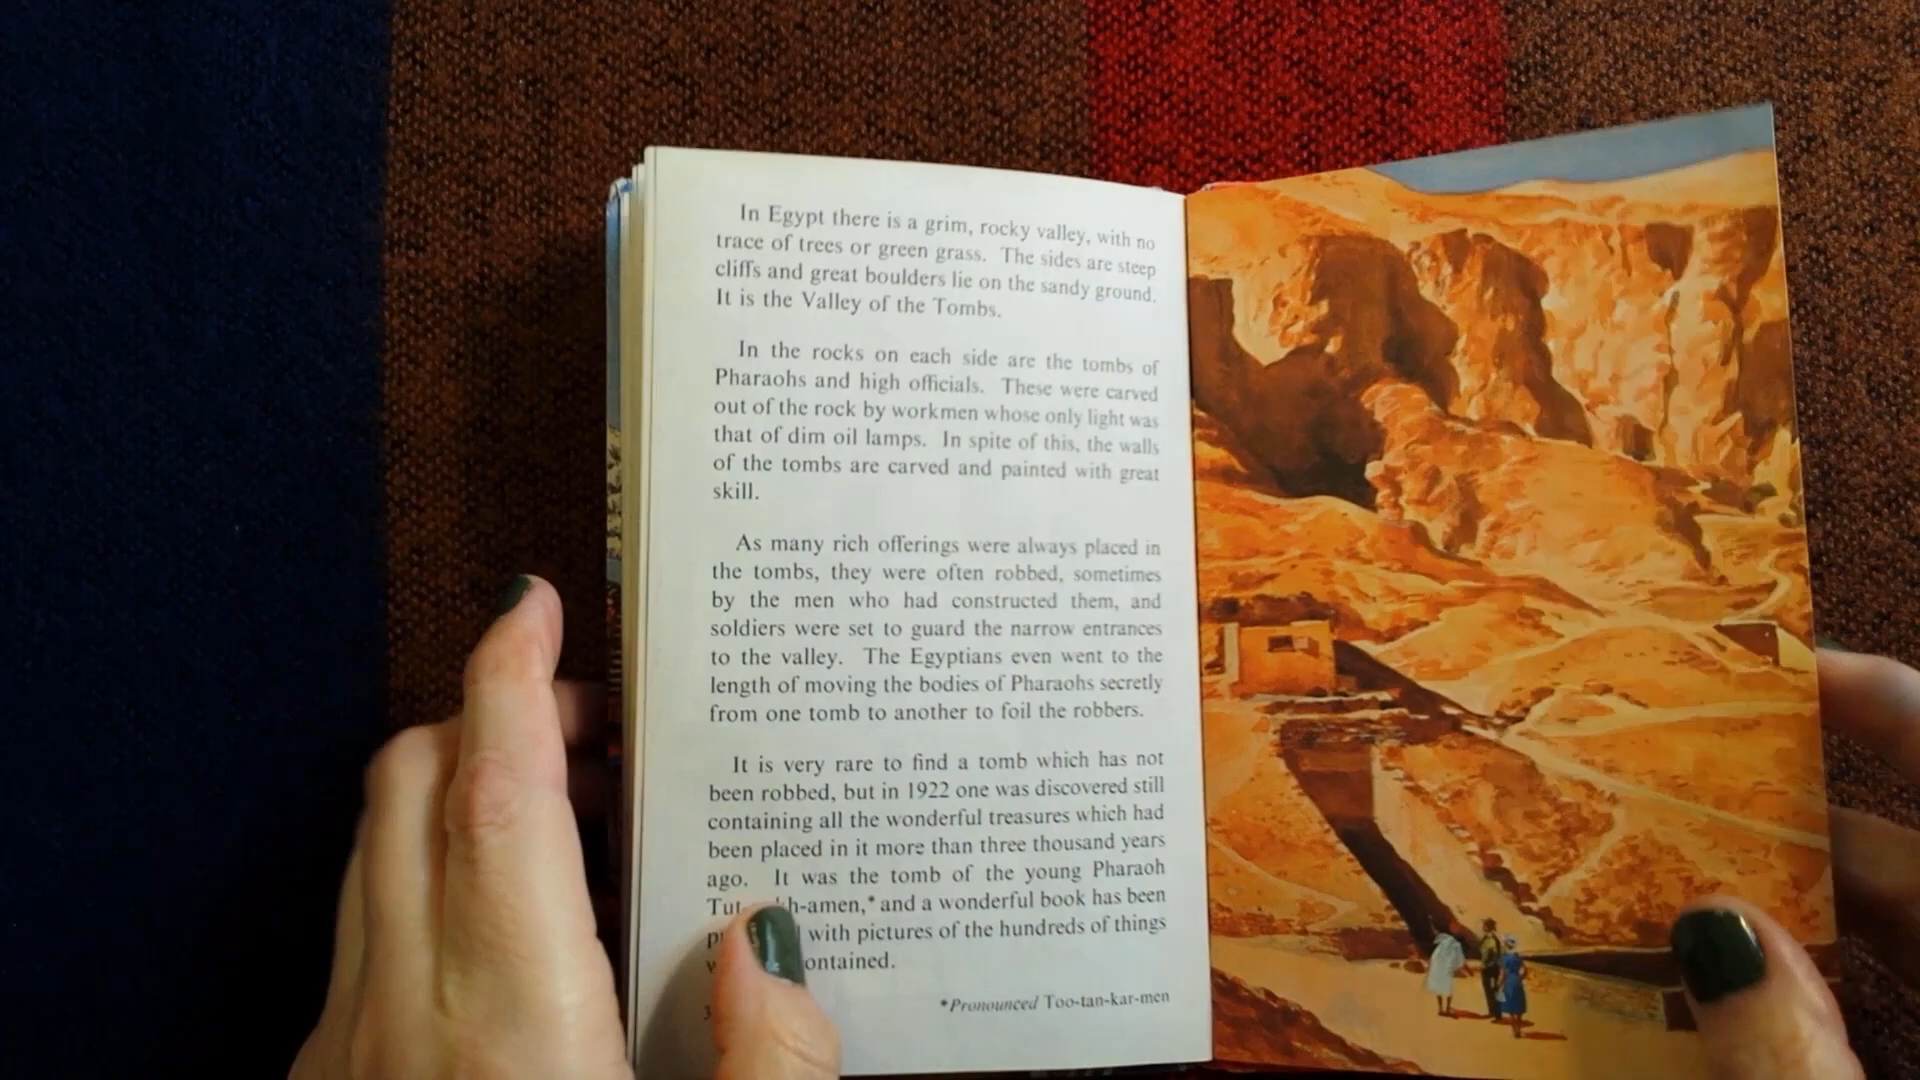 In Egypt there is a grim, rocky valley, with no
trace of trees or green grass. The sides are steep
cliffs and great boulders lie on the sandy ground.
It is the Valley of the Tombs.
In the rocks on each side are the tombs of
Pharaohs and high officials. These were carved
out of the rock by workmen whose only light was
that of dim oil lamps. In spite of this, the walls
of the tombs are carved and painted with great
skill.
As many rich offerings were always placed in
the tombs, they were often robbed, sometimes
by the men who had constructed them, and
soldiers were set to guard the narrow entrances
to the valley. The Egyptians even went to the
length of moving the bodies of Pharaohs secretly
from one tomb to another to foil the robbers.
It is very rare to find a tomb which has not
been robbed, but in 1922 one was discovered still
containing all the wonderful treasures which had
been placed in it more than three thousand years
ago. It was the tomb of the young Pharaoh
and a wonderful book has been
with pictures of the hundreds of things
*Pronounced Too-tan-kar-men